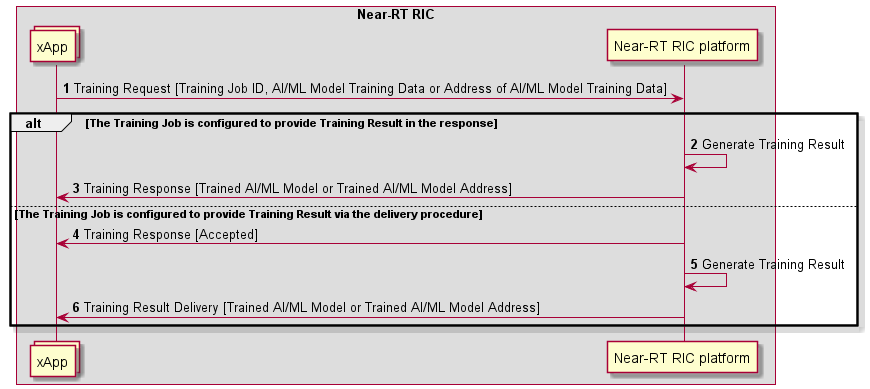 Near-RT RIC
xApp
Near-RT RIC platform
1 Training Request [Training Job ID, AI/ML Model Training Data or Address of AI/ML Model Training Data]
alt [The Training Job is configured to provide Training Result in the response]
2 Generate Training Result
3 Training Response [Trained AI/ML Model or Trained AI/ML Model Address]
[The Training Job is configured to provide Training Result via the delivery procedure]
4 Training Response [Accepted]
5 Generate Training Result
6 Training Result Delivery [Trained AI/ML Model or Trained AI/ML Model Address]
xApp
Near-RT RIC platform